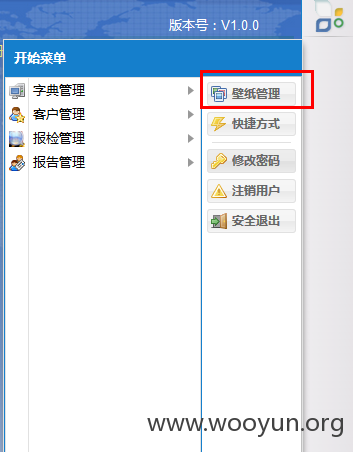 版本号：V1.0.0
开始菜单
字典管理
客户管理
报检管理
报告管理
壁纸管理
快捷方式
修改密码
注销用户
安全退出
www.wooyun.org